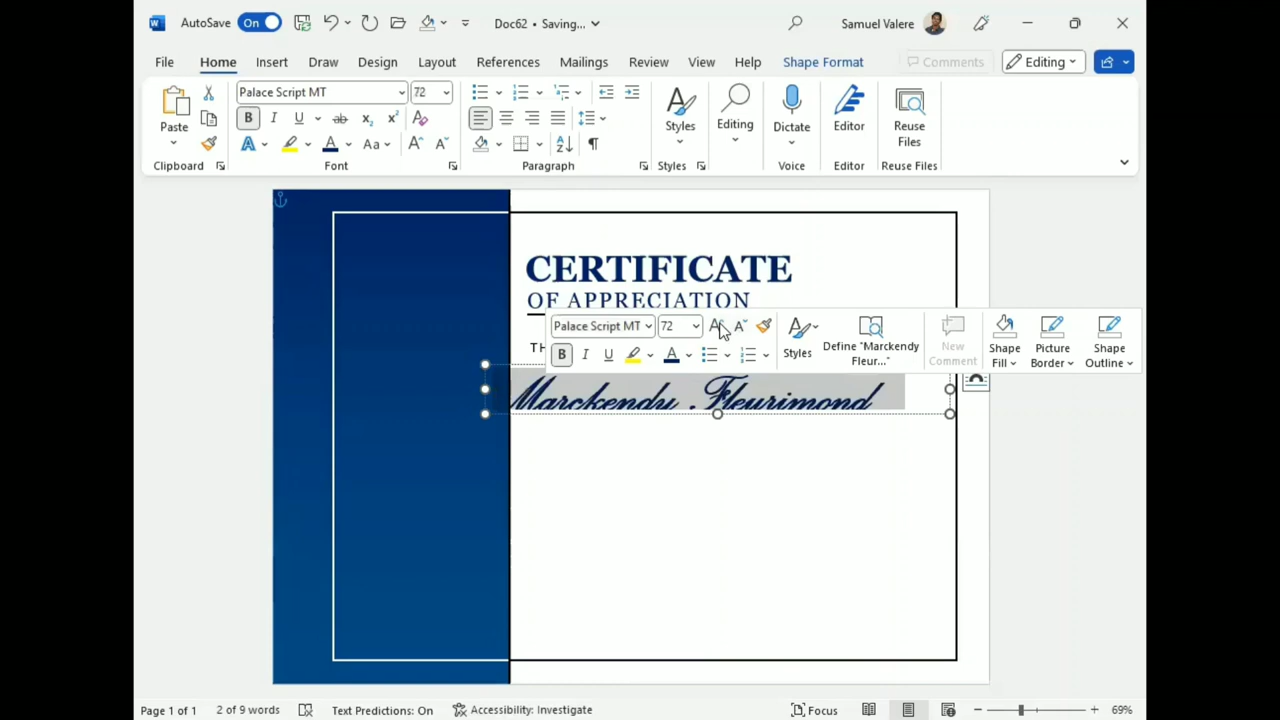 AutoSave On Doc62 • Saving... Samuel Valere
File Home Insert Draw Design Layout References Mailings Review View Help Shape Format Comments Editing
Palace Script MT 72
Paste Styles Editing Dictate Editor Reuse Files
Clipboard Font Paragraph Styles Voice Editor Reuse Files
CERTIFICATE
OF APPRECIATION
Palace Script MT 72 Styles Define "Marckendy Fleur..." New Comment Shape Fill Picture Border Shape Outline
TH
Marckendy . Fleurimond
Page 1 of 1 2 of 9 words Text Predictions: On Accessibility: Investigate Focus 69%